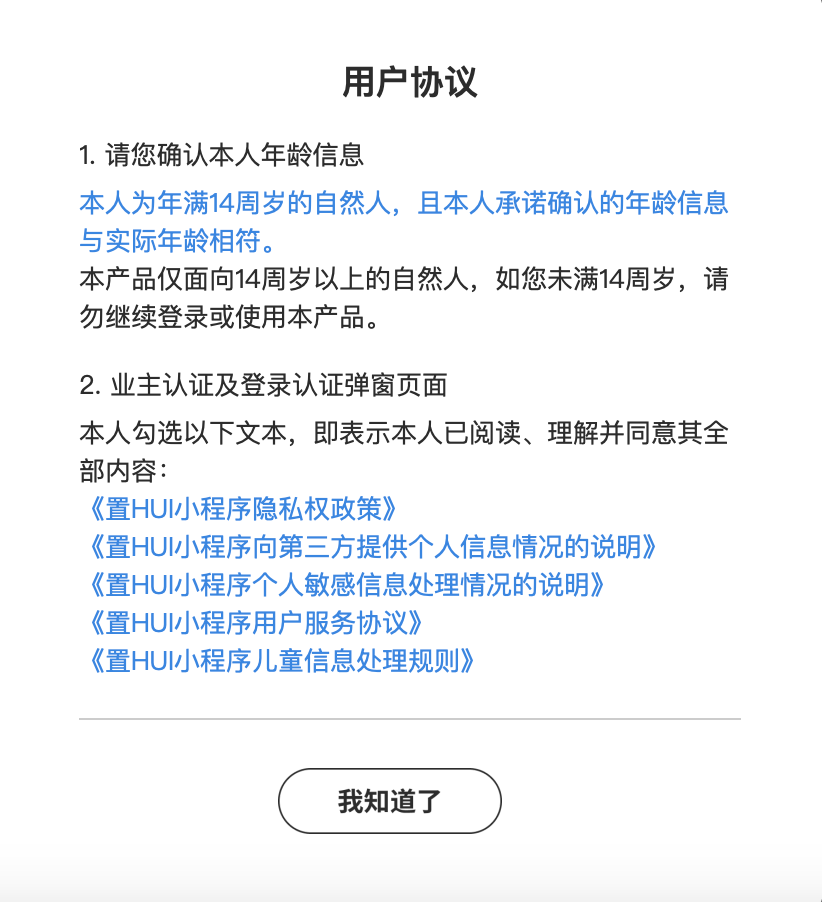 用户协议
1. 请您确认本人年龄信息
本人为年满14周岁的自然人，且本人承诺确认的年龄信息
与实际年龄相符。
本产品仅面向14周岁以上的自然人，如您未满14周岁，请
勿继续登录或使用本产品。
2. 业主认证及登录认证弹窗页面
本人勾选以下文本，即表示本人已阅读、理解并同意其全
部内容：
《置HUI小程序隐私权政策》
《置HUI小程序向第三方提供个人信息情况的说明》
《置HUI小程序个人敏感信息处理情况的说明》
《置HUI小程序用户服务协议》
《置HUI小程序儿童信息处理规则》
我知道了